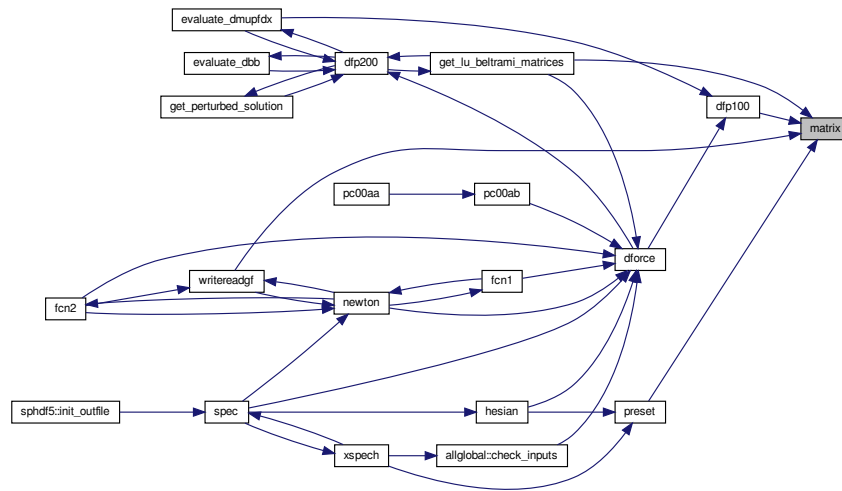 evaluate_dmupfdx
evaluate_dbb
dfp200
get_lu_beltrami_matrices
get_perturbed_solution
dfp100
matrix
pc00aa
pc00ab
dforce
writereadgf
fcn1
fcn2
newton
sphdf5::init_outfile
spec
hesian
preset
xspech
allglobal::check_inputs